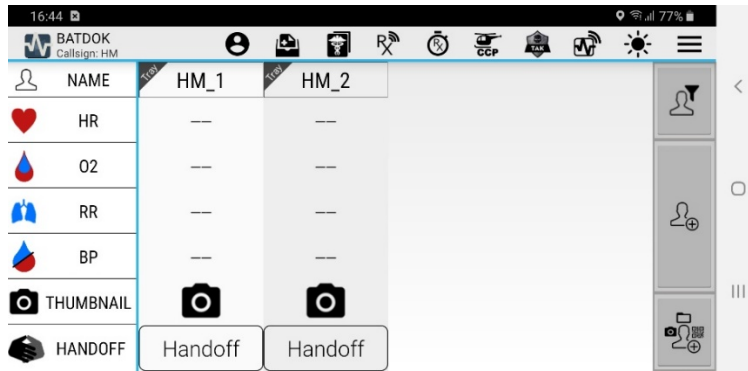 16:44 77%
BATDOK
Callsign: HM
CCP TAK
NAME Tray HM_1 Tray HM_2
HR -- --
O2 -- --
RR -- --
BP -- --
THUMBNAIL
HANDOFF Handoff Handoff